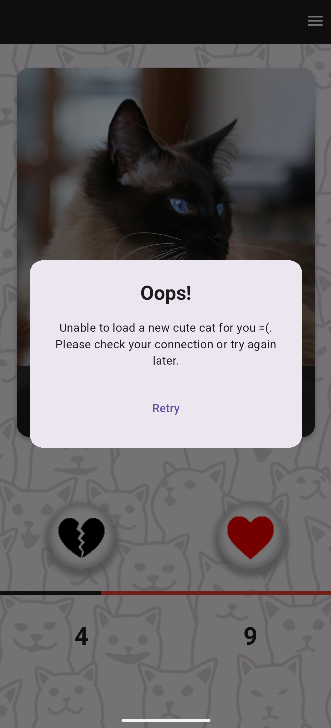 Oops!
Unable to load a new cute cat for you =(.
Please check your connection or try again
later.
Retry
4
9